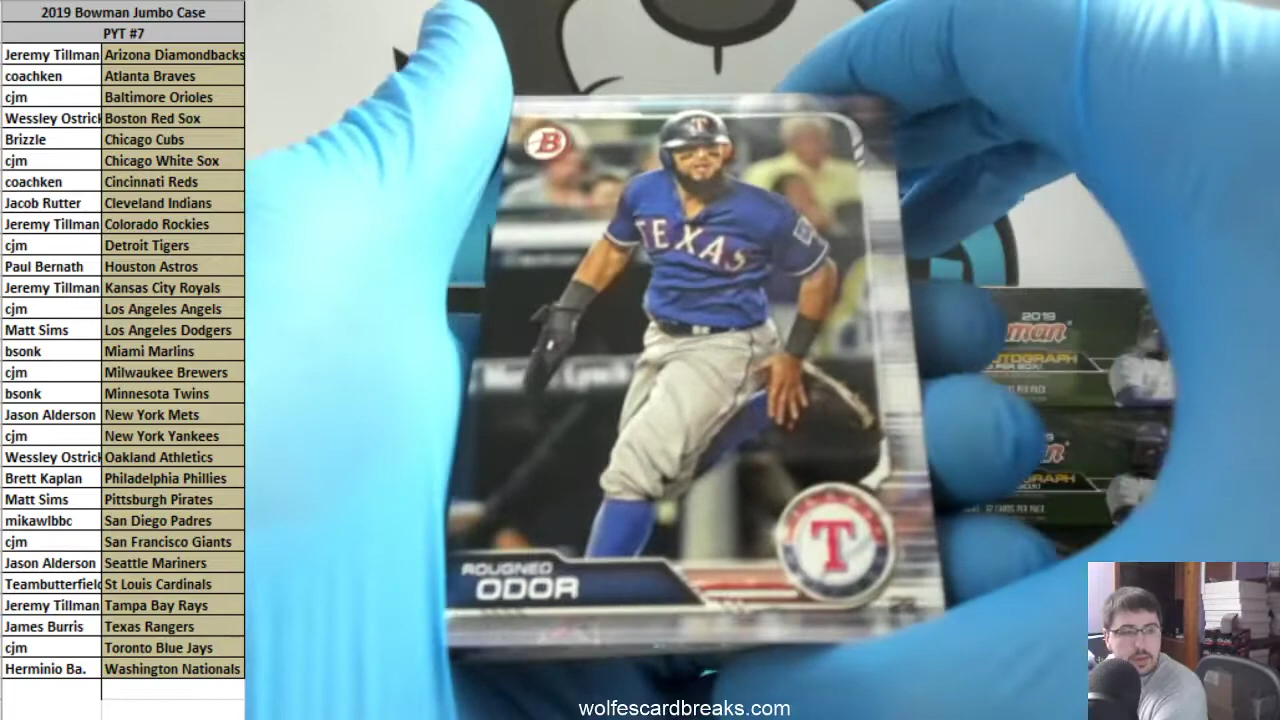 2019 Bowman Jumbo Case
PYT #7
Jeremy Tillman Arizona Diamondbacks
coachken Atlanta Braves
cjm Baltimore Orioles
Wessley Ostrick Boston Red Sox
Brizzle Chicago Cubs
cjm Chicago White Sox
coachken Cincinnati Reds
Jacob Rutter Cleveland Indians
Jeremy Tillman Colorado Rockies
cjm Detroit Tigers
Paul Bernath Houston Astros
Jeremy Tillman Kansas City Royals
cjm Los Angeles Angels
Matt Sims Los Angeles Dodgers
bsonk Miami Marlins
cjm Milwaukee Brewers
bsonk Minnesota Twins
Jason Alderson New York Mets
cjm New York Yankees
Wessley Ostrick Oakland Athletics
Brett Kaplan Philadelphia Phillies
Matt Sims Pittsburgh Pirates
mikawlbbc San Diego Padres
cjm San Francisco Giants
Jason Alderson Seattle Mariners
Teambutterfield St Louis Cardinals
Jeremy Tillman Tampa Bay Rays
James Burris Texas Rangers
cjm Toronto Blue Jays
Herminio Ba. Washington Nationals
B
TEXAS
ROUGNED
ODOR
T
2019
wolfescardbreaks.com